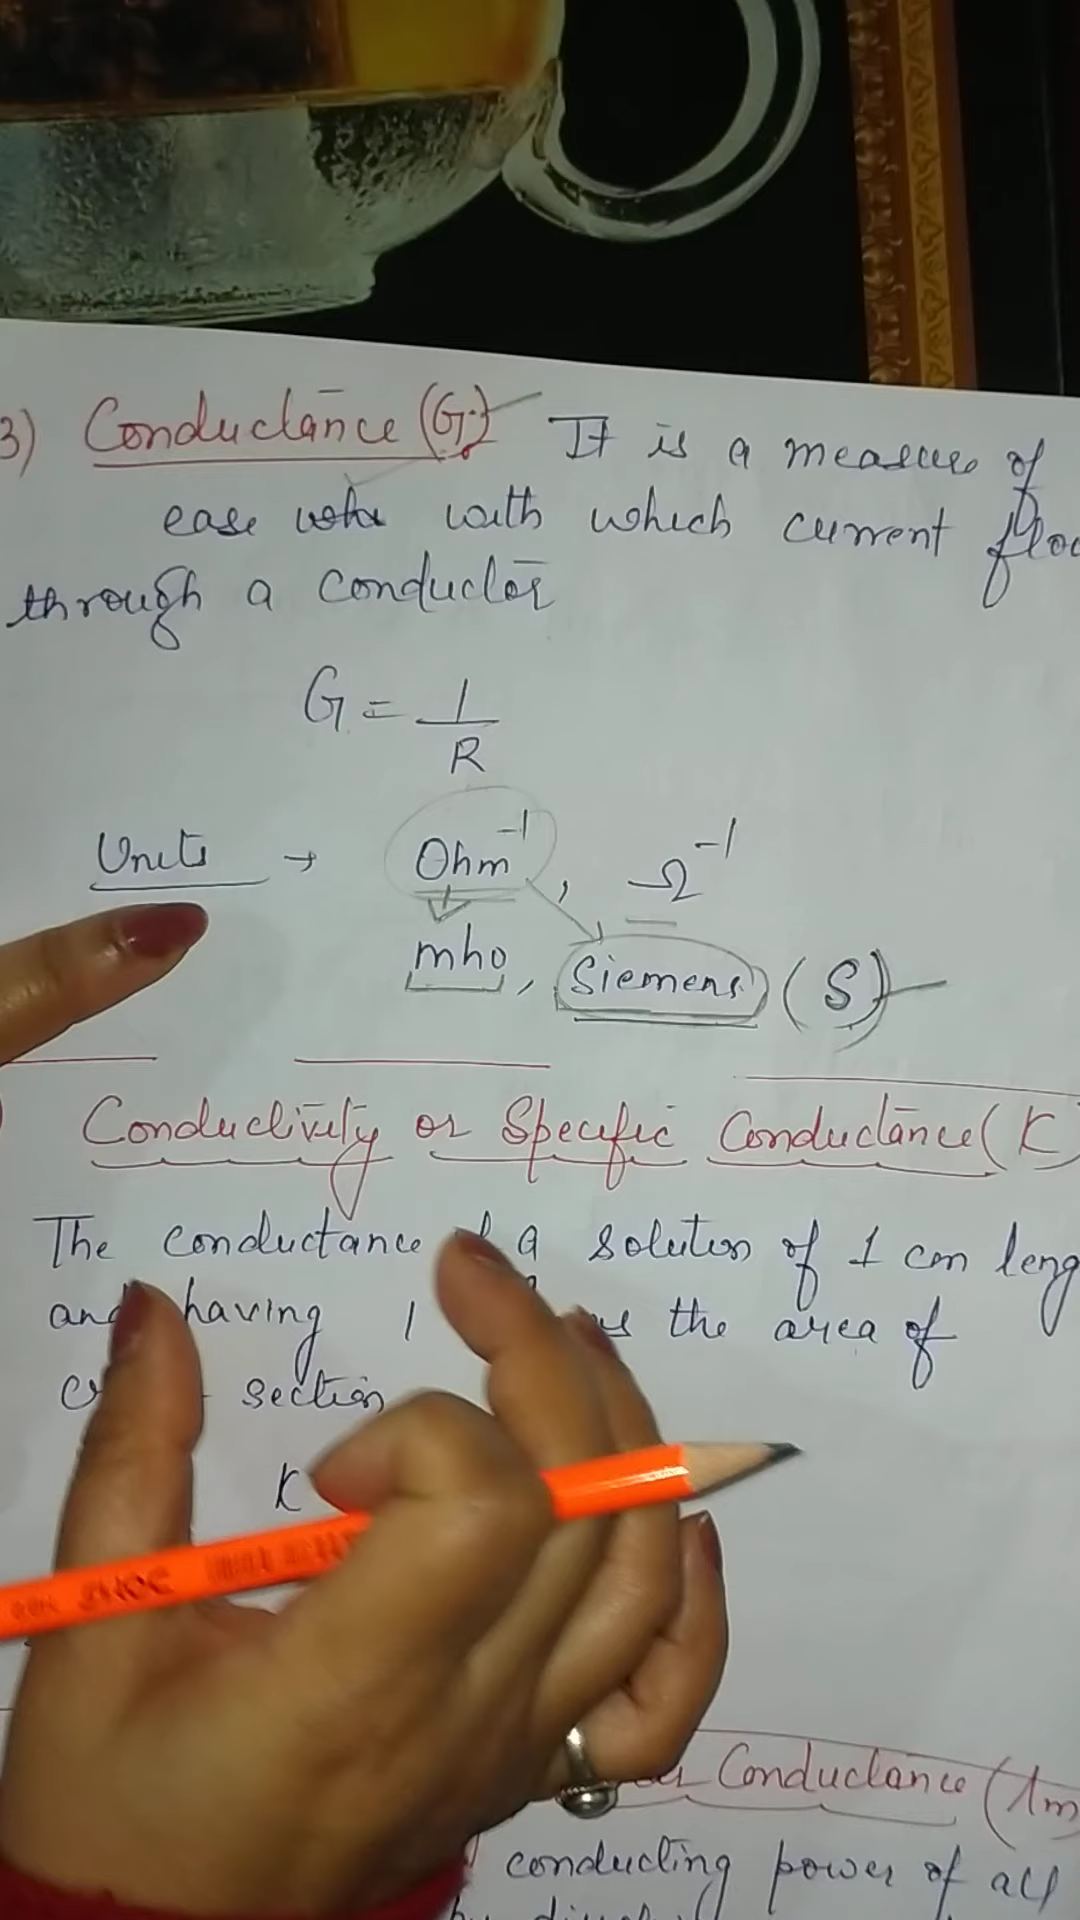 3) Conductance (G).) It is a measure of
ease with which current
through a conductor
G = 1/R
Units → Ohm⁻¹, Ω⁻¹
mho, Siemens (S)
Conductivity or Specific Conductance (K)
The conductance a solution of 1 cm
and having 1 the area of
section
K
Conductance (Λm
conducting power of all